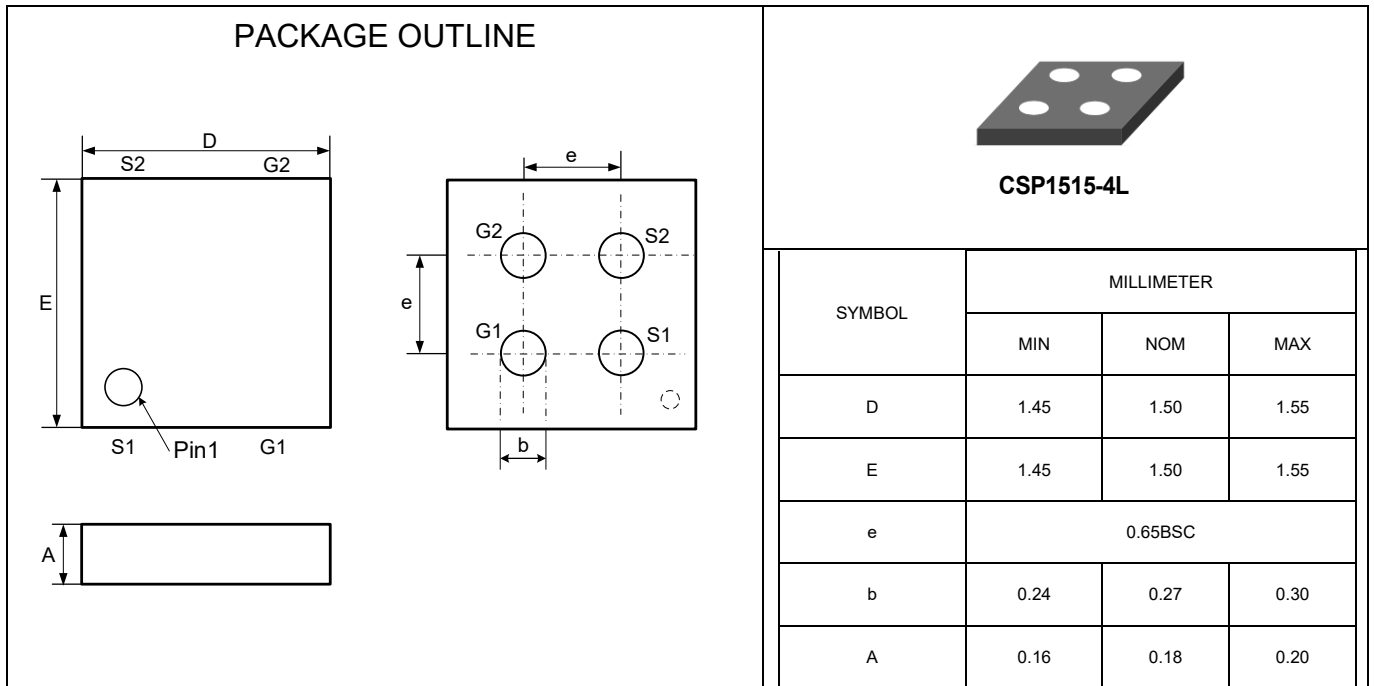 PACKAGE OUTLINE
D
S2 G2
E
S1 Pin1 G1
A
e
G2 S2
e
G1 S1
b
CSP1515-4L
SYMBOL MILLIMETER
MIN NOM MAX
D 1.45 1.50 1.55
E 1.45 1.50 1.55
e 0.65BSC
b 0.24 0.27 0.30
A 0.16 0.18 0.20